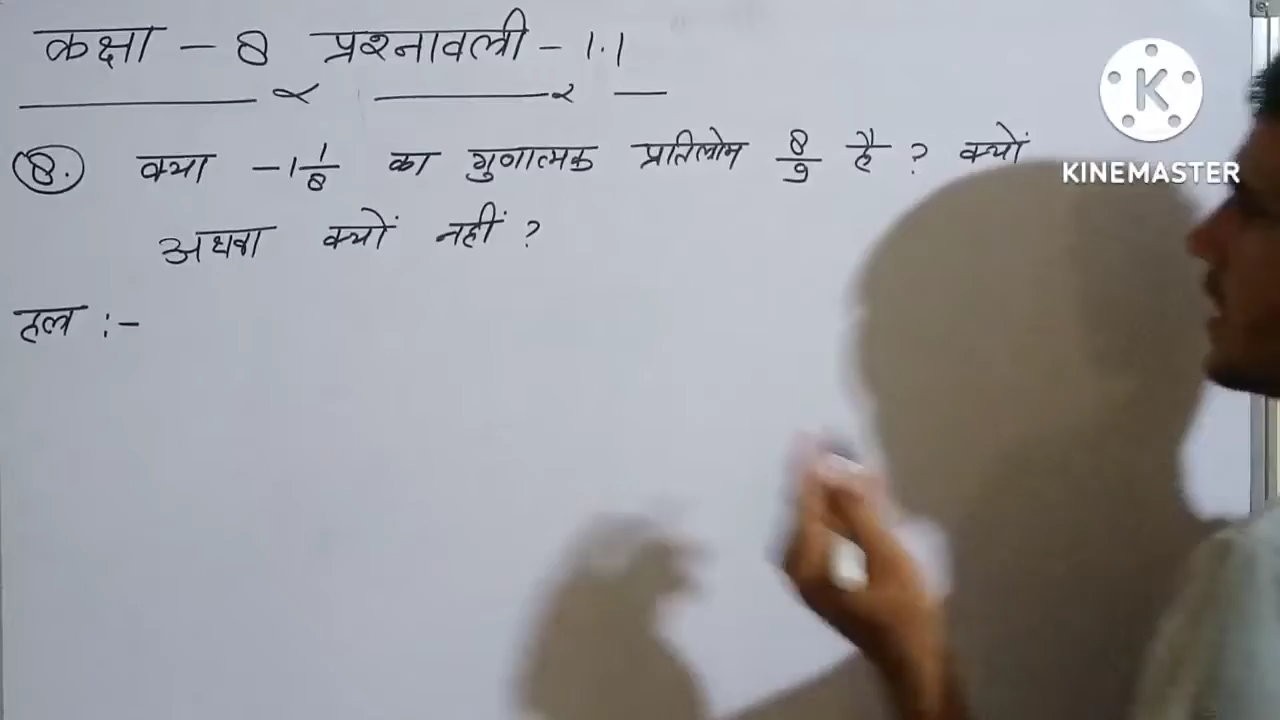 कक्षा - 8 प्रश्नावली - 1.1
8. क्या -1 1/8 का गुणात्मक प्रतिलोम 8/9 है ? क्यों
अथवा क्यों नहीं ?
हल :-
K
KINEMASTER